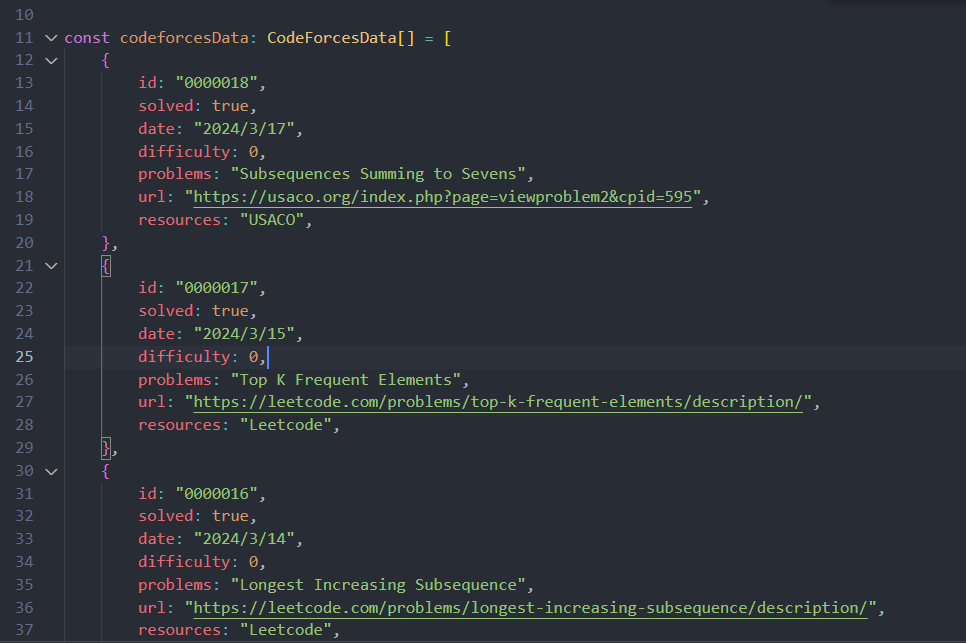 10
11 const codeforcesData: CodeForcesData[] = [
12 {
13 id: "0000018",
14 solved: true,
15 date: "2024/3/17",
16 difficulty: 0,
17 problems: "Subsequences Summing to Sevens",
18 url: "https://usaco.org/index.php?page=viewproblem2&cpid=595",
19 resources: "USACO",
20 },
21 {
22 id: "0000017",
23 solved: true,
24 date: "2024/3/15",
25 difficulty: 0,
26 problems: "Top K Frequent Elements",
27 url: "https://leetcode.com/problems/top-k-frequent-elements/description/",
28 resources: "Leetcode",
29 },
30 {
31 id: "0000016",
32 solved: true,
33 date: "2024/3/14",
34 difficulty: 0,
35 problems: "Longest Increasing Subsequence",
36 url: "https://leetcode.com/problems/longest-increasing-subsequence/description/",
37 resources: "Leetcode",